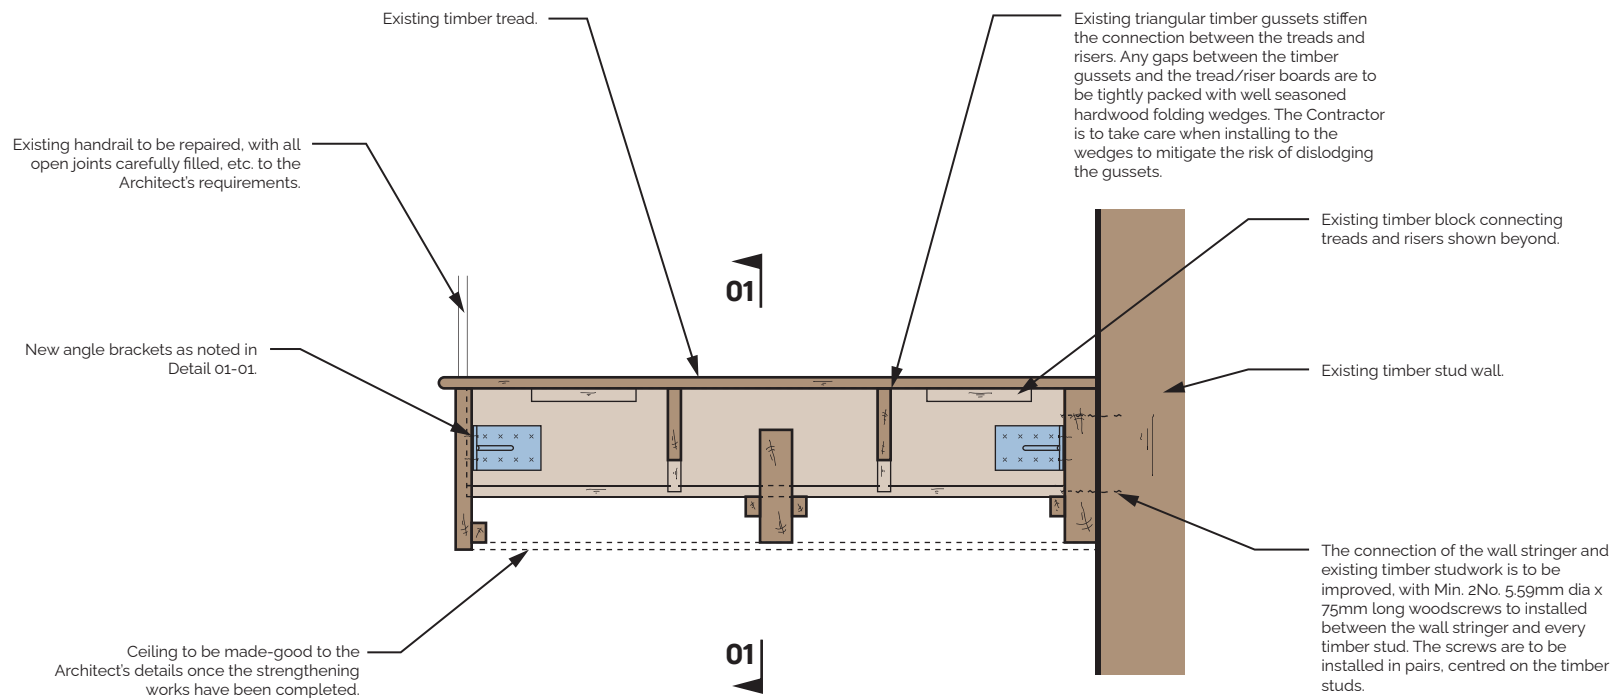 Existing timber tread.
Existing triangular timber gussets stiffen
the connection between the treads and
risers. Any gaps between the timber
gussets and the tread/riser boards are to
be tightly packed with well seasoned
hardwood folding wedges. The Contractor
is to take care when installing to the
wedges to mitigate the risk of dislodging
the gussets.
Existing handrail to be repaired, with all
open joints carefully filled, etc. to the
Architect's requirements.
Existing timber block connecting
treads and risers shown beyond.
01
New angle brackets as noted in
Detail 01-01.
Existing timber stud wall.
The connection of the wall stringer and
existing timber studwork is to be
improved, with Min. 2No. 5.59mm dia x
75mm long woodscrews to installed
between the wall stringer and every
timber stud. The screws are to be
installed in pairs, centred on the timber
studs.
Ceiling to be made-good to the
Architect's details once the strengthening
works have been completed.
01